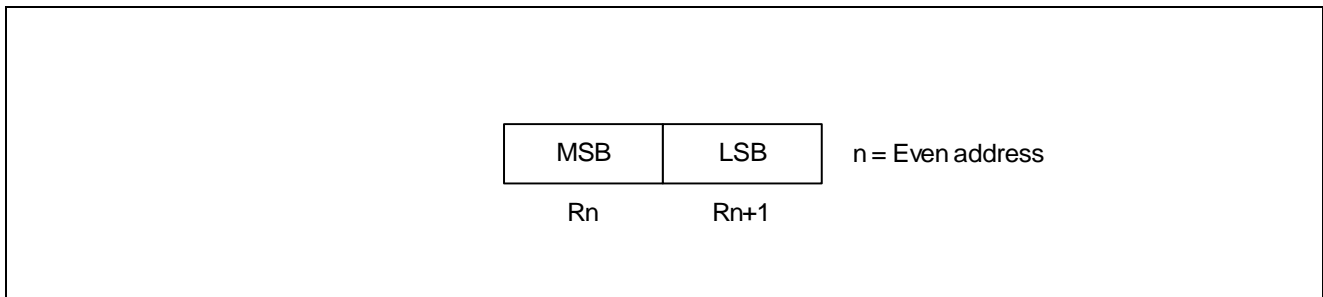 MSB LSB n = Even address
Rn Rn+1